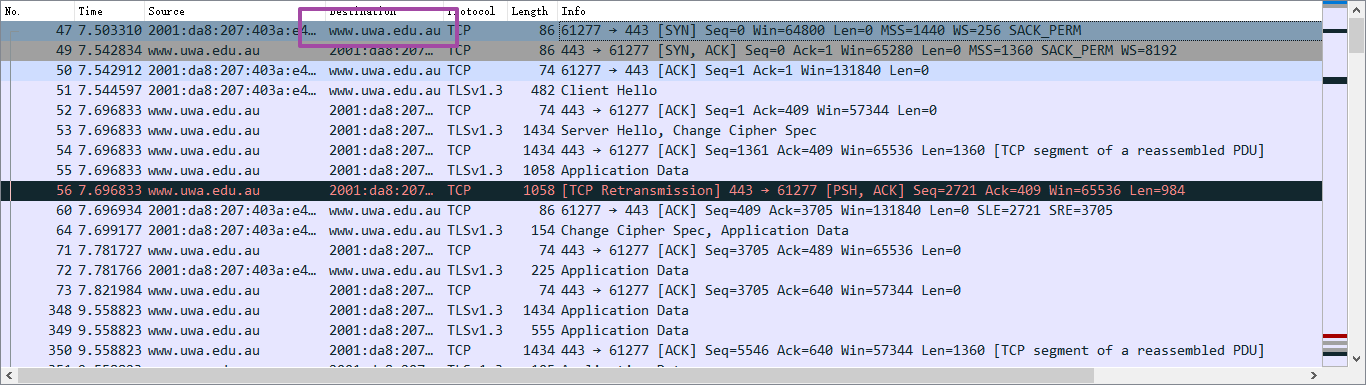 No. Time Source Destination Protocol Length Info
47 7.503310 2001:da8:207:403a:e4… www.uwa.edu.au TCP 86 61277 → 443 [SYN] Seq=0 Win=64800 Len=0 MSS=1440 WS=256 SACK_PERM
49 7.542834 www.uwa.edu.au 2001:da8:207… TCP 86 443 → 61277 [SYN, ACK] Seq=0 Ack=1 Win=65280 Len=0 MSS=1360 SACK_PERM WS=8192
50 7.542912 2001:da8:207:403a:e4… www.uwa.edu.au TCP 74 61277 → 443 [ACK] Seq=1 Ack=1 Win=131840 Len=0
51 7.544597 2001:da8:207:403a:e4… www.uwa.edu.au TLSv1.3 482 Client Hello
52 7.696833 www.uwa.edu.au 2001:da8:207… TCP 74 443 → 61277 [ACK] Seq=1 Ack=409 Win=57344 Len=0
53 7.696833 www.uwa.edu.au 2001:da8:207… TLSv1.3 1434 Server Hello, Change Cipher Spec
54 7.696833 www.uwa.edu.au 2001:da8:207… TCP 1434 443 → 61277 [ACK] Seq=1361 Ack=409 Win=65536 Len=1360 [TCP segment of a reassembled PDU]
55 7.696833 www.uwa.edu.au 2001:da8:207… TLSv1.3 1058 Application Data
56 7.696833 www.uwa.edu.au 2001:da8:207… TCP 1058 [TCP Retransmission] 443 → 61277 [PSH, ACK] Seq=2721 Ack=409 Win=65536 Len=984
60 7.696934 2001:da8:207:403a:e4… www.uwa.edu.au TCP 86 61277 → 443 [ACK] Seq=409 Ack=3705 Win=131840 Len=0 SLE=2721 SRE=3705
64 7.699177 2001:da8:207:403a:e4… www.uwa.edu.au TLSv1.3 154 Change Cipher Spec, Application Data
71 7.781727 www.uwa.edu.au 2001:da8:207… TCP 74 443 → 61277 [ACK] Seq=3705 Ack=489 Win=65536 Len=0
72 7.781766 2001:da8:207:403a:e4… www.uwa.edu.au TLSv1.3 225 Application Data
73 7.821984 www.uwa.edu.au 2001:da8:207… TCP 74 443 → 61277 [ACK] Seq=3705 Ack=640 Win=57344 Len=0
348 9.558823 www.uwa.edu.au 2001:da8:207… TLSv1.3 1434 Application Data
349 9.558823 www.uwa.edu.au 2001:da8:207… TLSv1.3 555 Application Data
350 9.558823 www.uwa.edu.au 2001:da8:207… TCP 1434 443 → 61277 [ACK] Seq=5546 Ack=640 Win=57344 Len=1360 [TCP segment of a reassembled PDU]